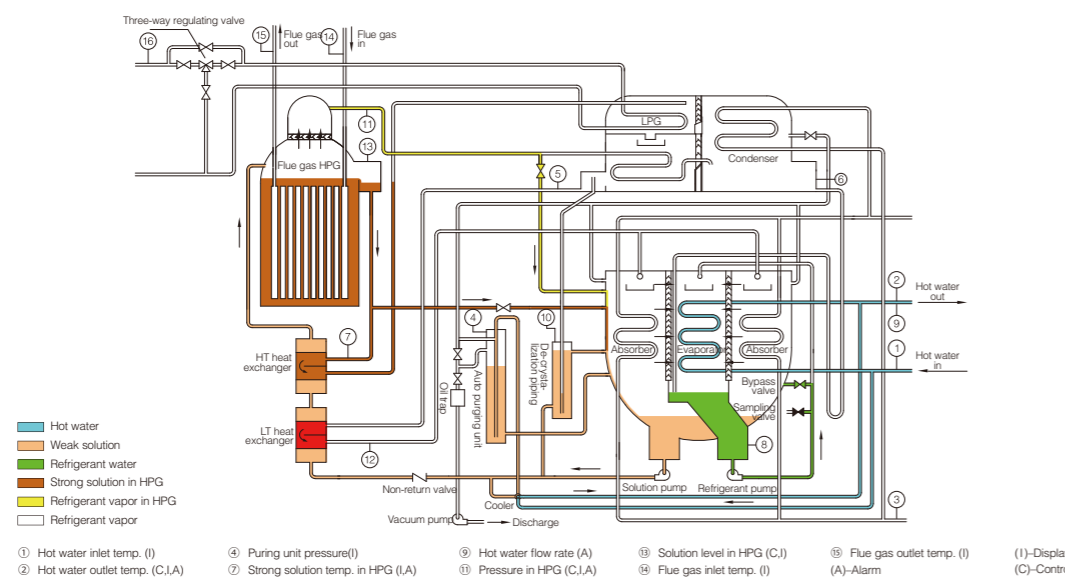 Three-way regulating valve
16
15
Flue gas
out
14
Flue gas
in
11
13
Flue gas HPG
LPG
Condenser
5
6
2
Hot water
out
9
1
Hot water
in
4
10
7
HT heat
exchanger
LT heat
exchanger
12
Absorber
Evaporator
Absorber
Bypass
valve
Sampling
valve
De-crysta-
lization piping
Auto purging unit
Oil trap
8
3
Non-return valve
Solution pump
Refrigerant pump
Cooler
Vacuum pump
Discharge
Hot water
Weak solution
Refrigerant water
Strong solution in HPG
Refrigerant vapor in HPG
Refrigerant vapor
① Hot water inlet temp. (I)
② Hot water outlet temp. (C,I,A)
④ Puring unit pressure(I)
⑦ Strong solution temp. in HPG (I,A)
⑨ Hot water flow rate (A)
⑪ Pressure in HPG (C,I,A)
⑬ Solution level in HPG (C,I)
⑭ Flue gas inlet temp. (I)
⑮ Flue gas outlet temp. (I)
(A)–Alarm
(I)–Displa
(C)–Contro